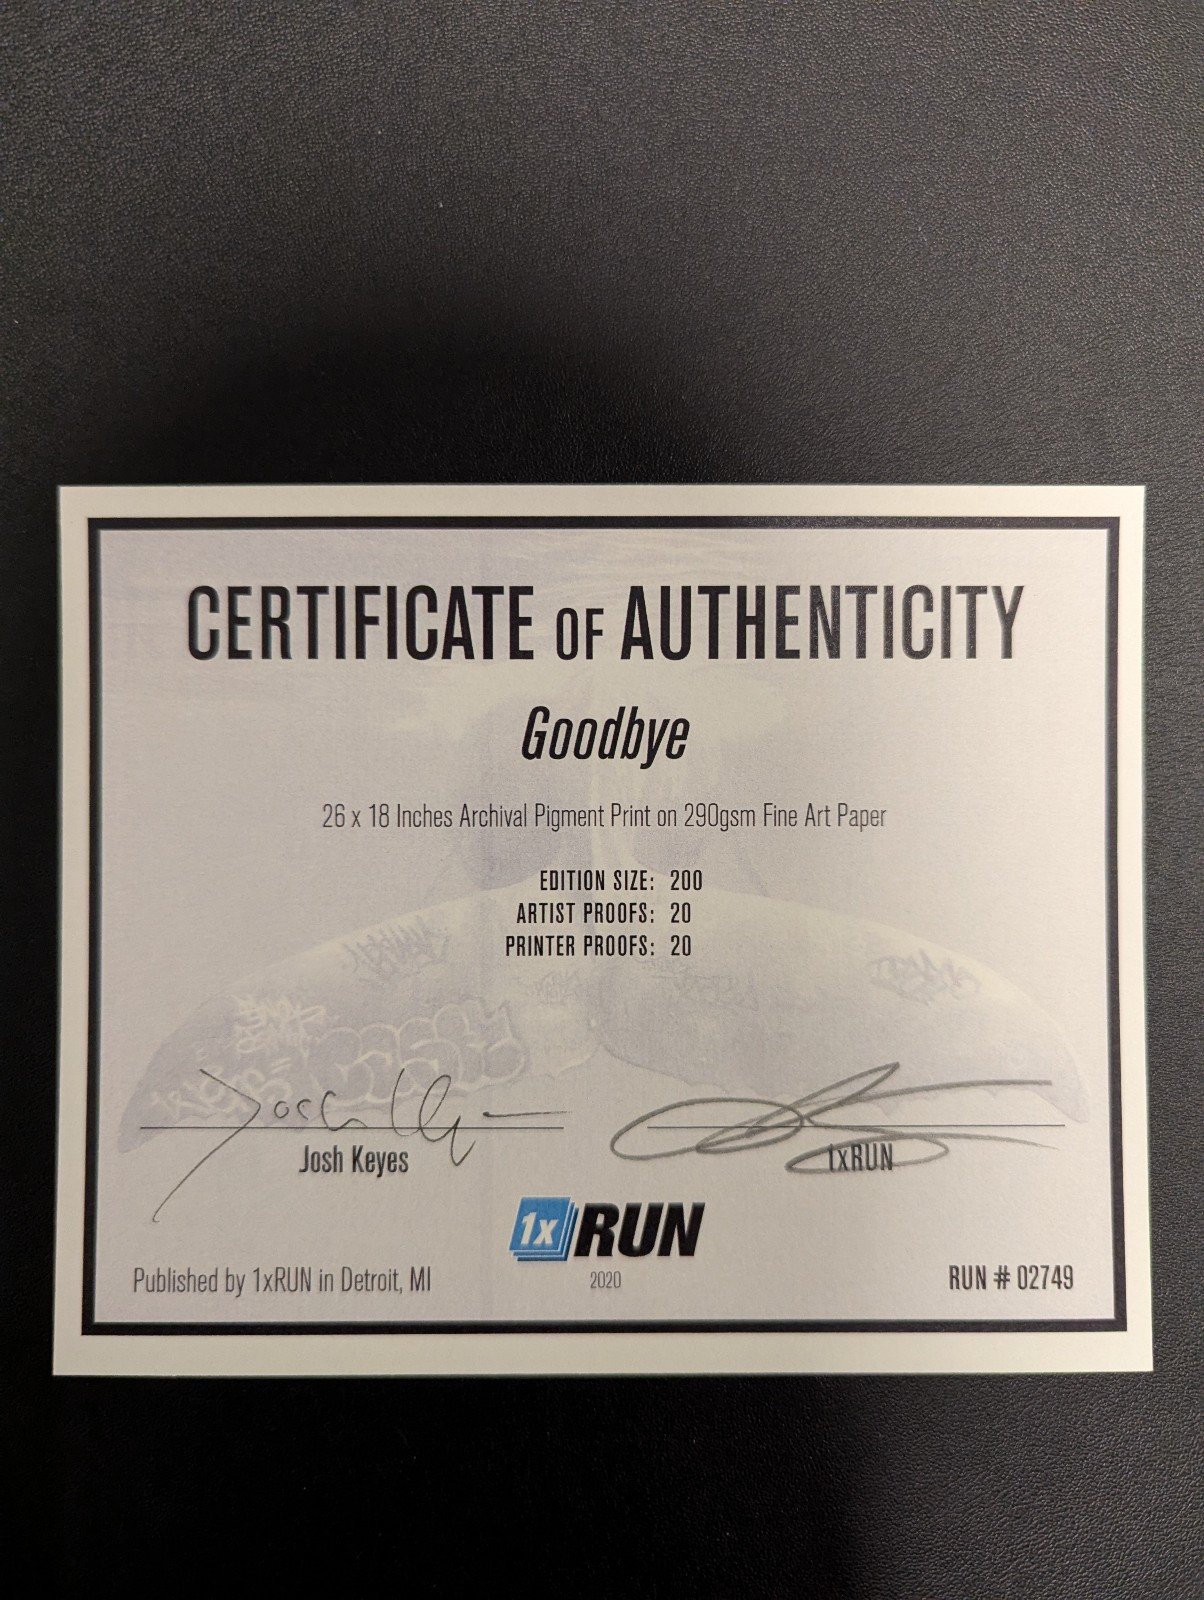 CERTIFICATE OF AUTHENTICITY
Goodbye
26 x 18 Inches Archival Pigment Print on 290gsm Fine Art Paper
EDITION SIZE: 200
ARTIST PROOFS: 20
PRINTER PROOFS: 20
Josh Keyes
1xRUN
1x RUN
2020
Published by 1xRUN in Detroit, MI
RUN # 02749